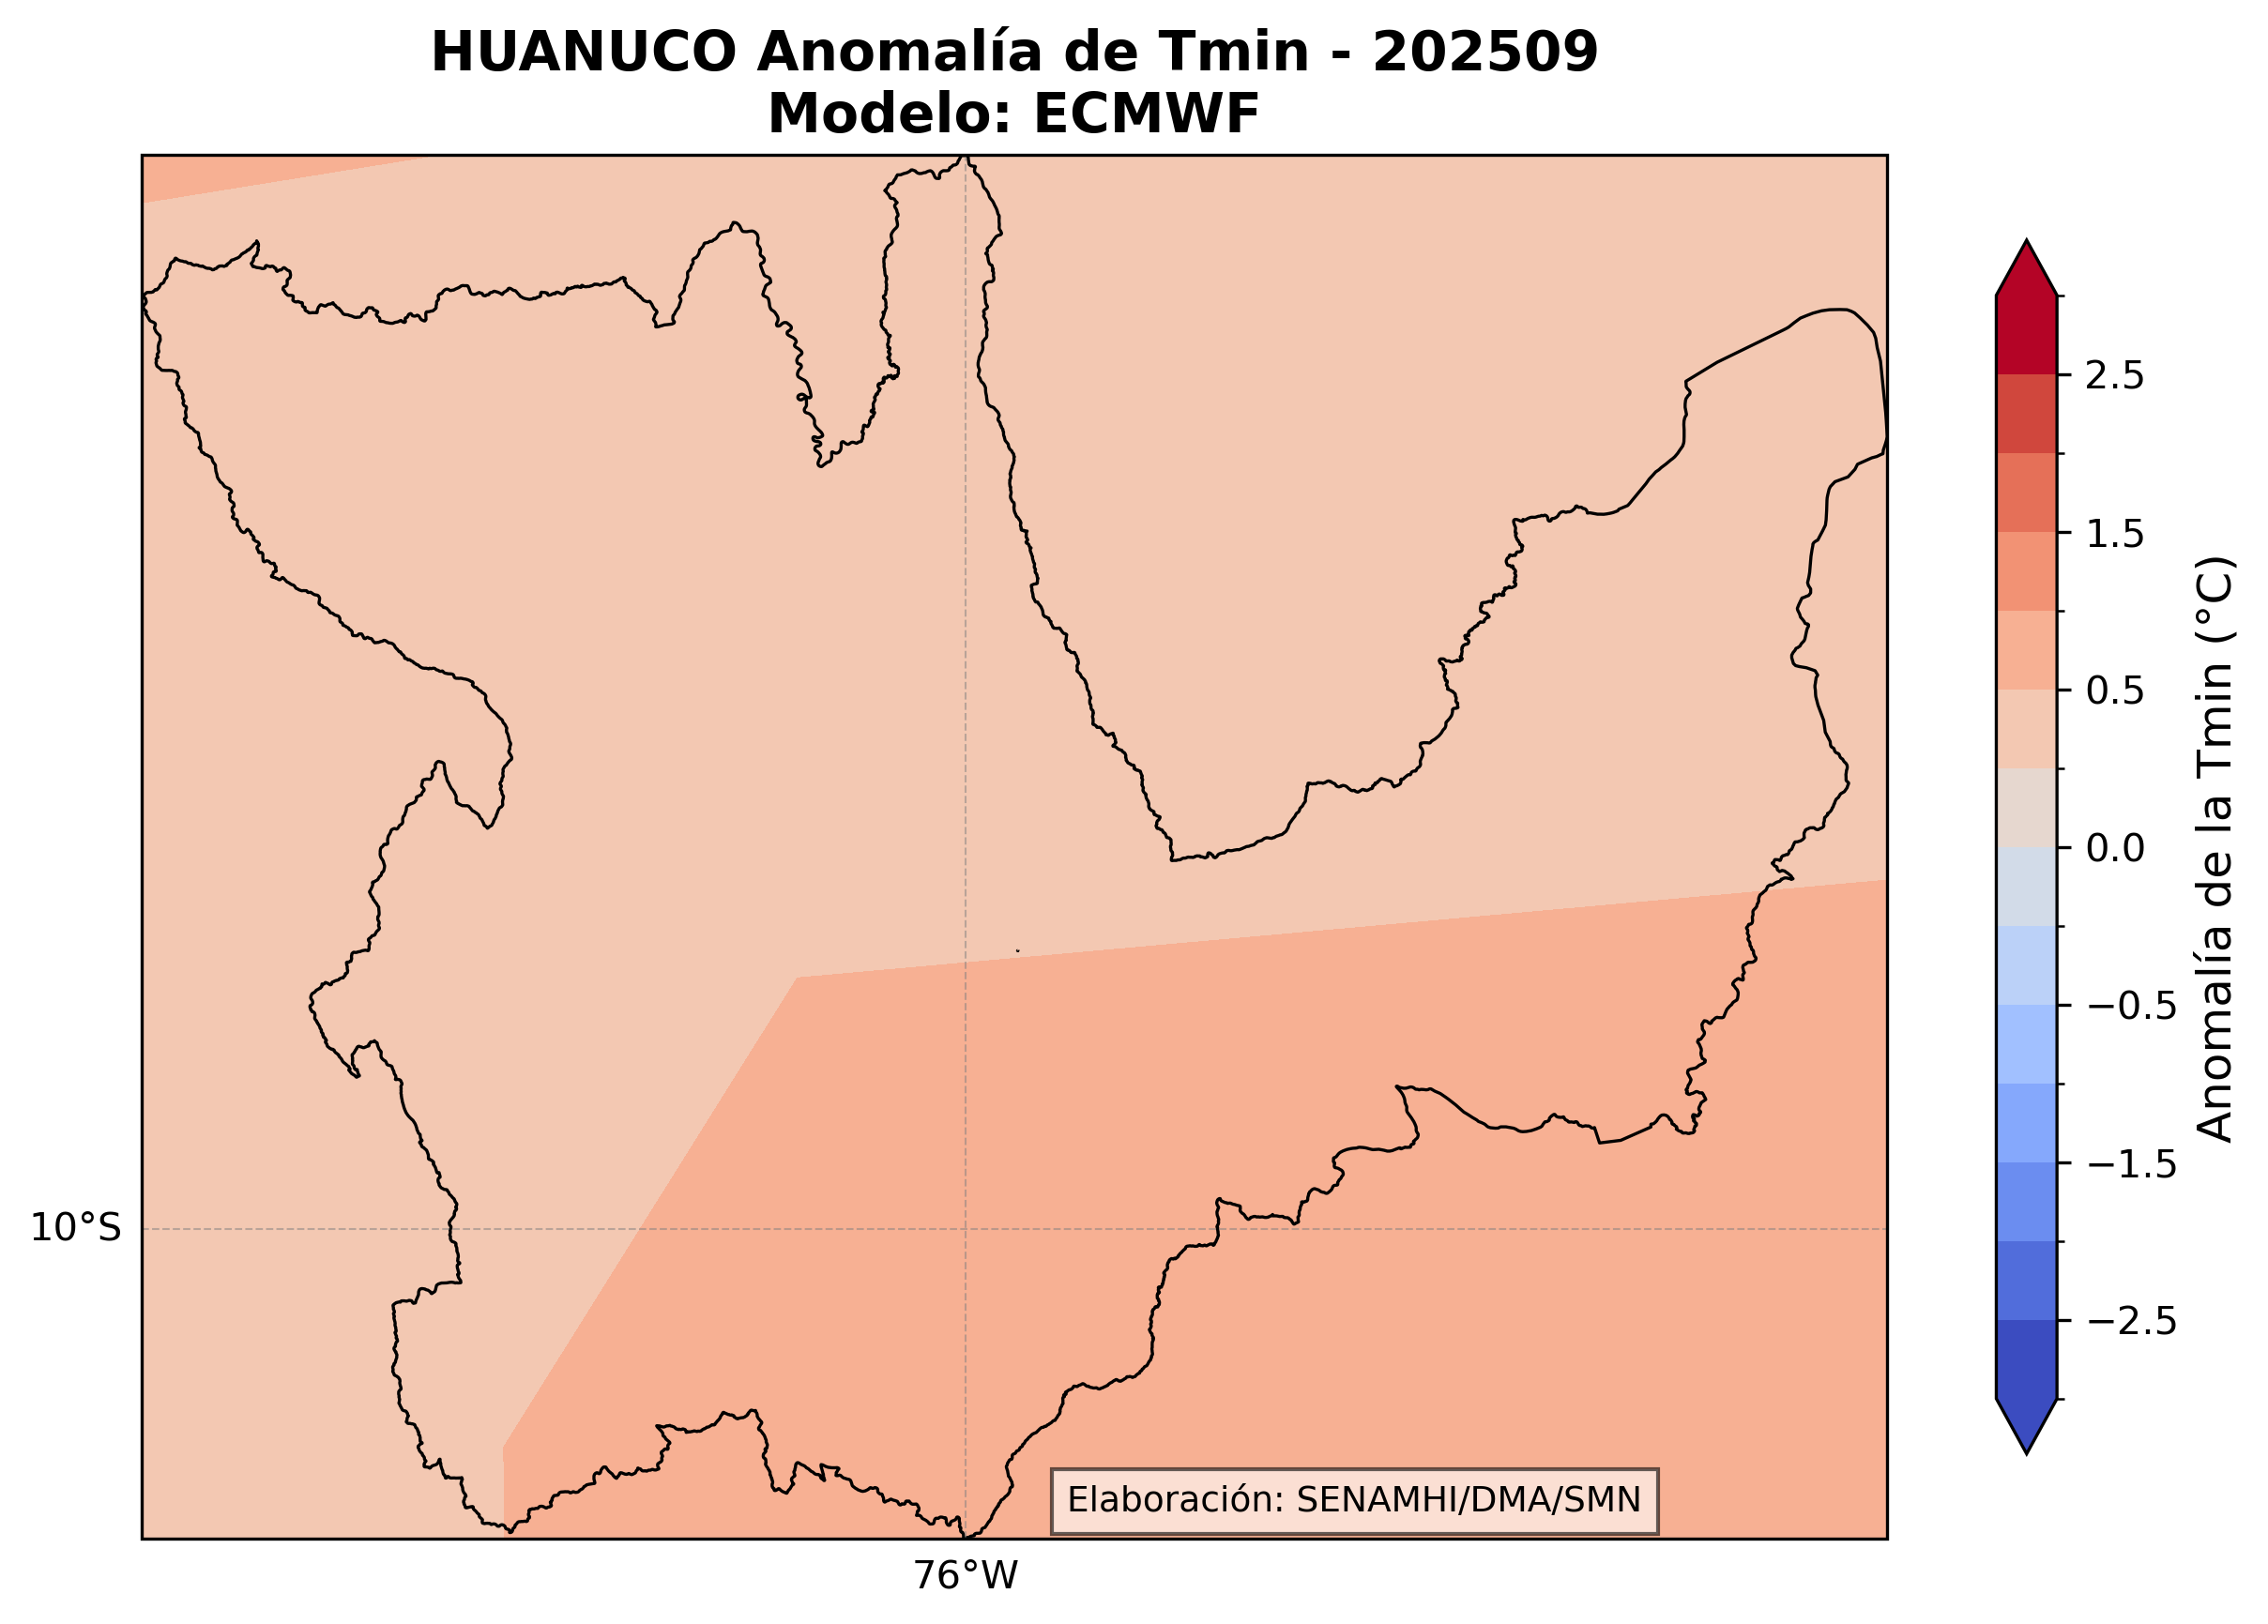 HUANUCO Anomalía de Tmin - 202509
Modelo: ECMWF
2.5
1.5
0.5
0.0
−0.5
−1.5
−2.5
Anomalía de la Tmin (°C)
10°S
76°W
Elaboración: SENAMHI/DMA/SMN